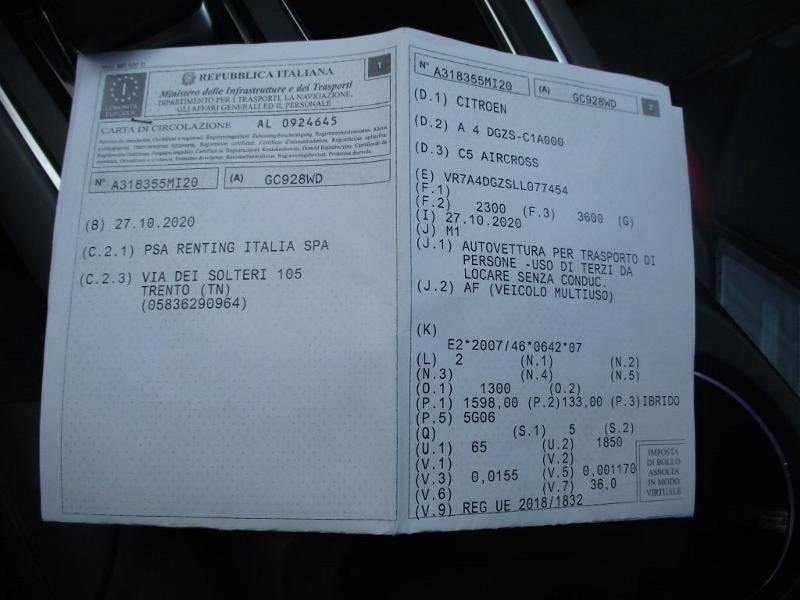 1
REPUBBLICA ITALIANA
Ministero delle Infrastrutture e dei Trasporti
DIPARTIMENTO PER I TRASPORTI, LA NAVIGAZIONE,
GLI AFFARI GENERALI ED IL PERSONALE
I
COMUNITÀ
EUROPEA
CARTA DI CIRCOLAZIONE AL 0924645
N° A318355MI20 (A) GC928WD
(B) 27.10.2020
(C.2.1) PSA RENTING ITALIA SPA
(C.2.3) VIA DEI SOLTERI 105
TRENTO (TN)
(05836290964)
N° A318355MI20 (A) GC928WD 2
(D.1) CITROEN
(D.2) A 4 DGZS-C1A000
(D.3) C5 AIRCROSS
(E) VR7A4DGZSLL077454
(F.1)
(F.2) 2300 (F.3) 3600 (G)
(I) 27.10.2020
(J) M1
(J.1) AUTOVETTURA PER TRASPORTO DI
PERSONE -USO DI TERZI DA
LOCARE SENZA CONDUC.
(J.2) AF (VEICOLO MULTIUSO)
(K)
E2*2007/46*0642*07
(L) 2 (N.1) (N.2)
(N.3) (N.4) (N.5)
(O.1) 1300 (O.2)
(P.1) 1598,00 (P.2)133,00 (P.3)IBRIDO
(P.5) 5G06
(Q) (S.1) 5 (S.2)
(U.1) 65 (U.2) 1850
(V.1) (V.2)
(V.3) 0,0155 (V.5) 0,001170
(V.6) (V.7) 36,0
(V.9) REG UE 2018/1832
IMPOSTA
DI BOLLO
ASSOLTA
IN MODO
VIRTUALE